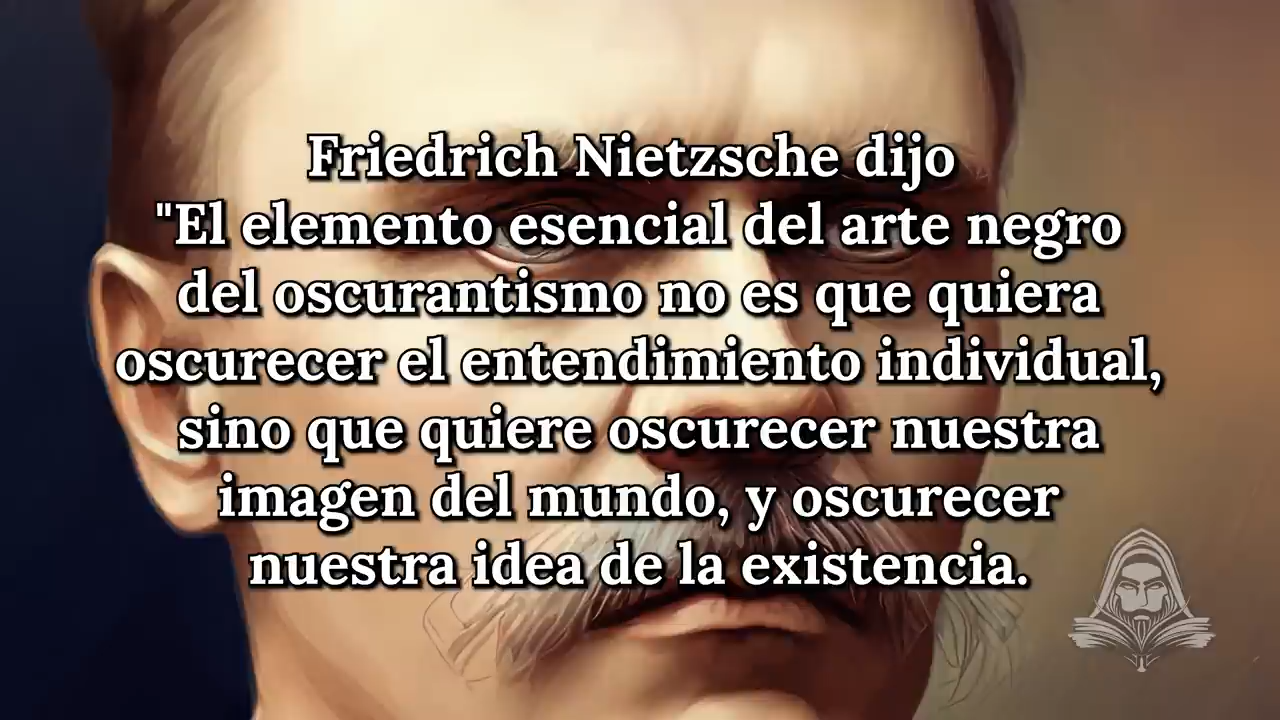 Friedrich Nietzsche dijo
"El elemento esencial del arte negro
del oscurantismo no es que quiera
oscurecer el entendimiento individual,
sino que quiere oscurecer nuestra
imagen del mundo, y oscurecer
nuestra idea de la existencia.